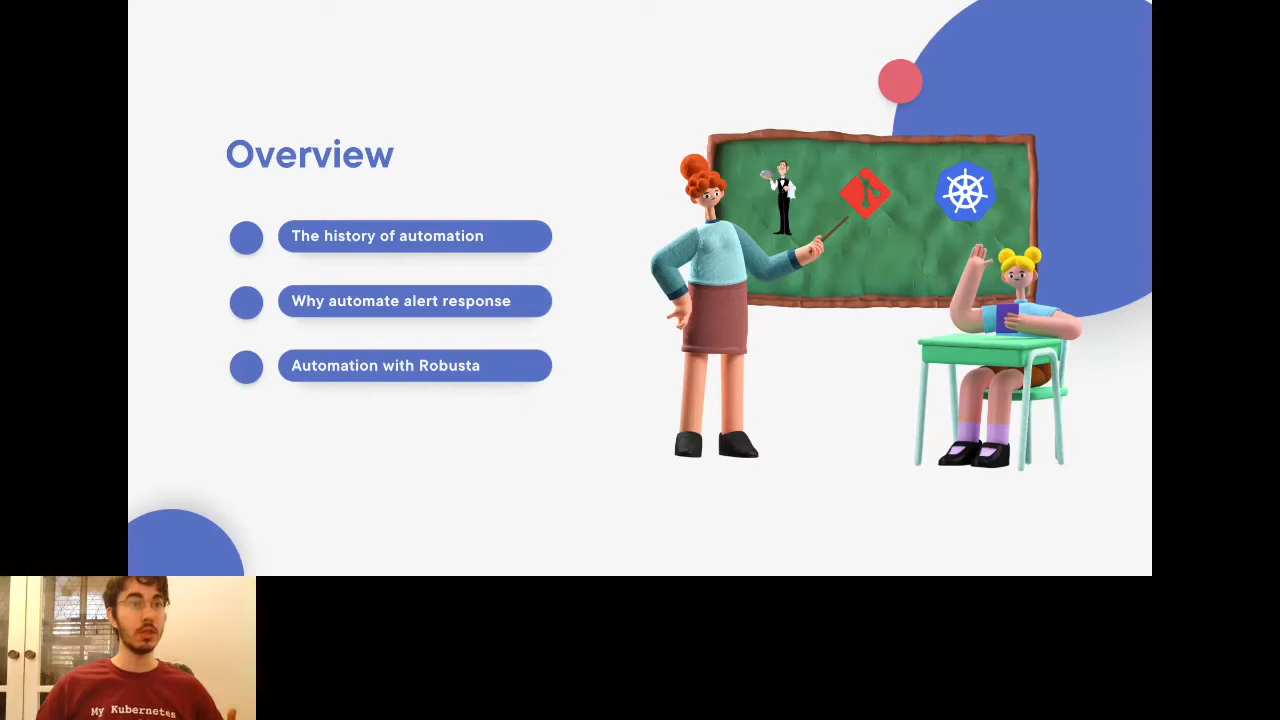 Overview
The history of automation
Why automate alert response
Automation with Robusta
My Kubernetes